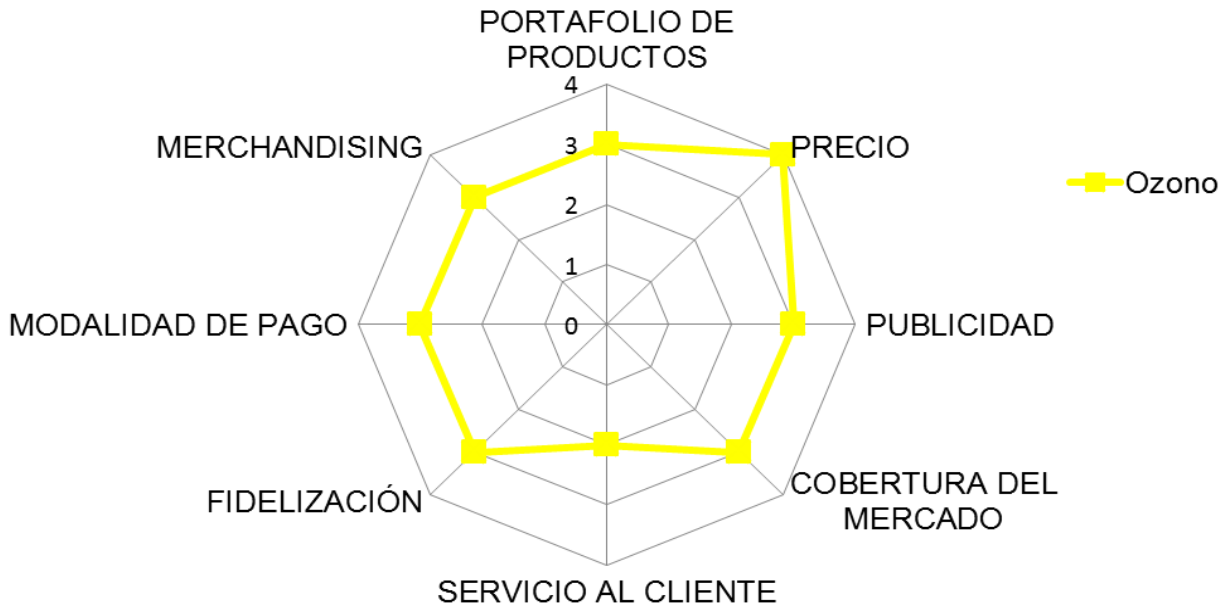 PORTAFOLIO DE
PRODUCTOS
4
3
2
1
0
PRECIO
PUBLICIDAD
COBERTURA DEL
MERCADO
SERVICIO AL CLIENTE
FIDELIZACIÓN
MODALIDAD DE PAGO
MERCHANDISING
Ozono